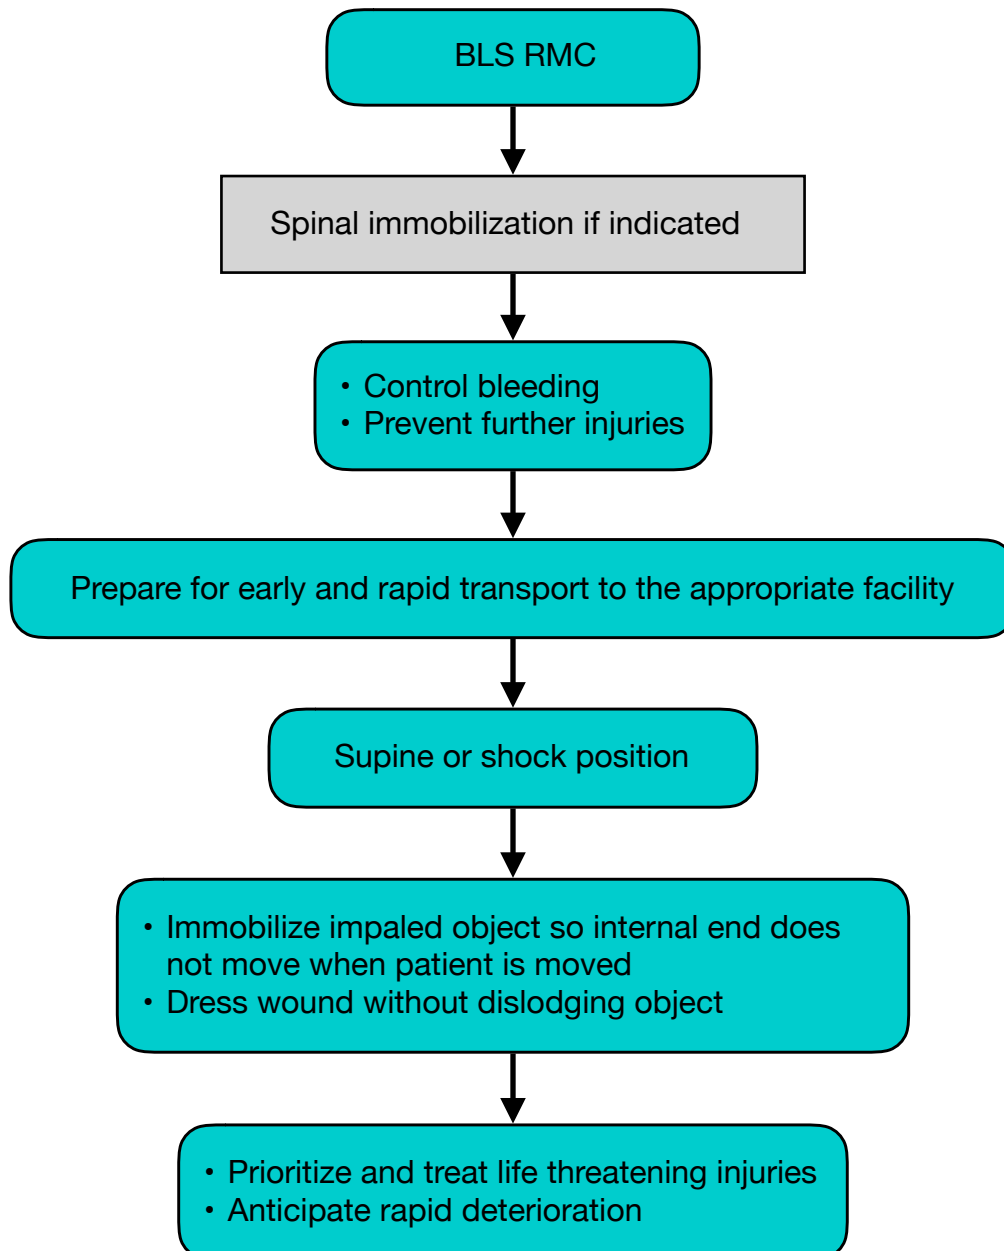 BLS RMC
Spinal immobilization if indicated
• Control bleeding
• Prevent further injuries
Prepare for early and rapid transport to the appropriate facility
Supine or shock position
• Immobilize impaled object so internal end does
not move when patient is moved
• Dress wound without dislodging object
• Prioritize and treat life threatening injuries
• Anticipate rapid deterioration